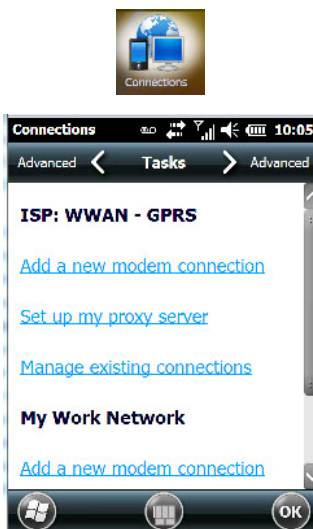 Connections
Connections 10:05
Advanced Tasks Advanced
ISP: WWAN - GPRS
Add a new modem connection
Set up my proxy server
Manage existing connections
My Work Network
Add a new modem connection
OK